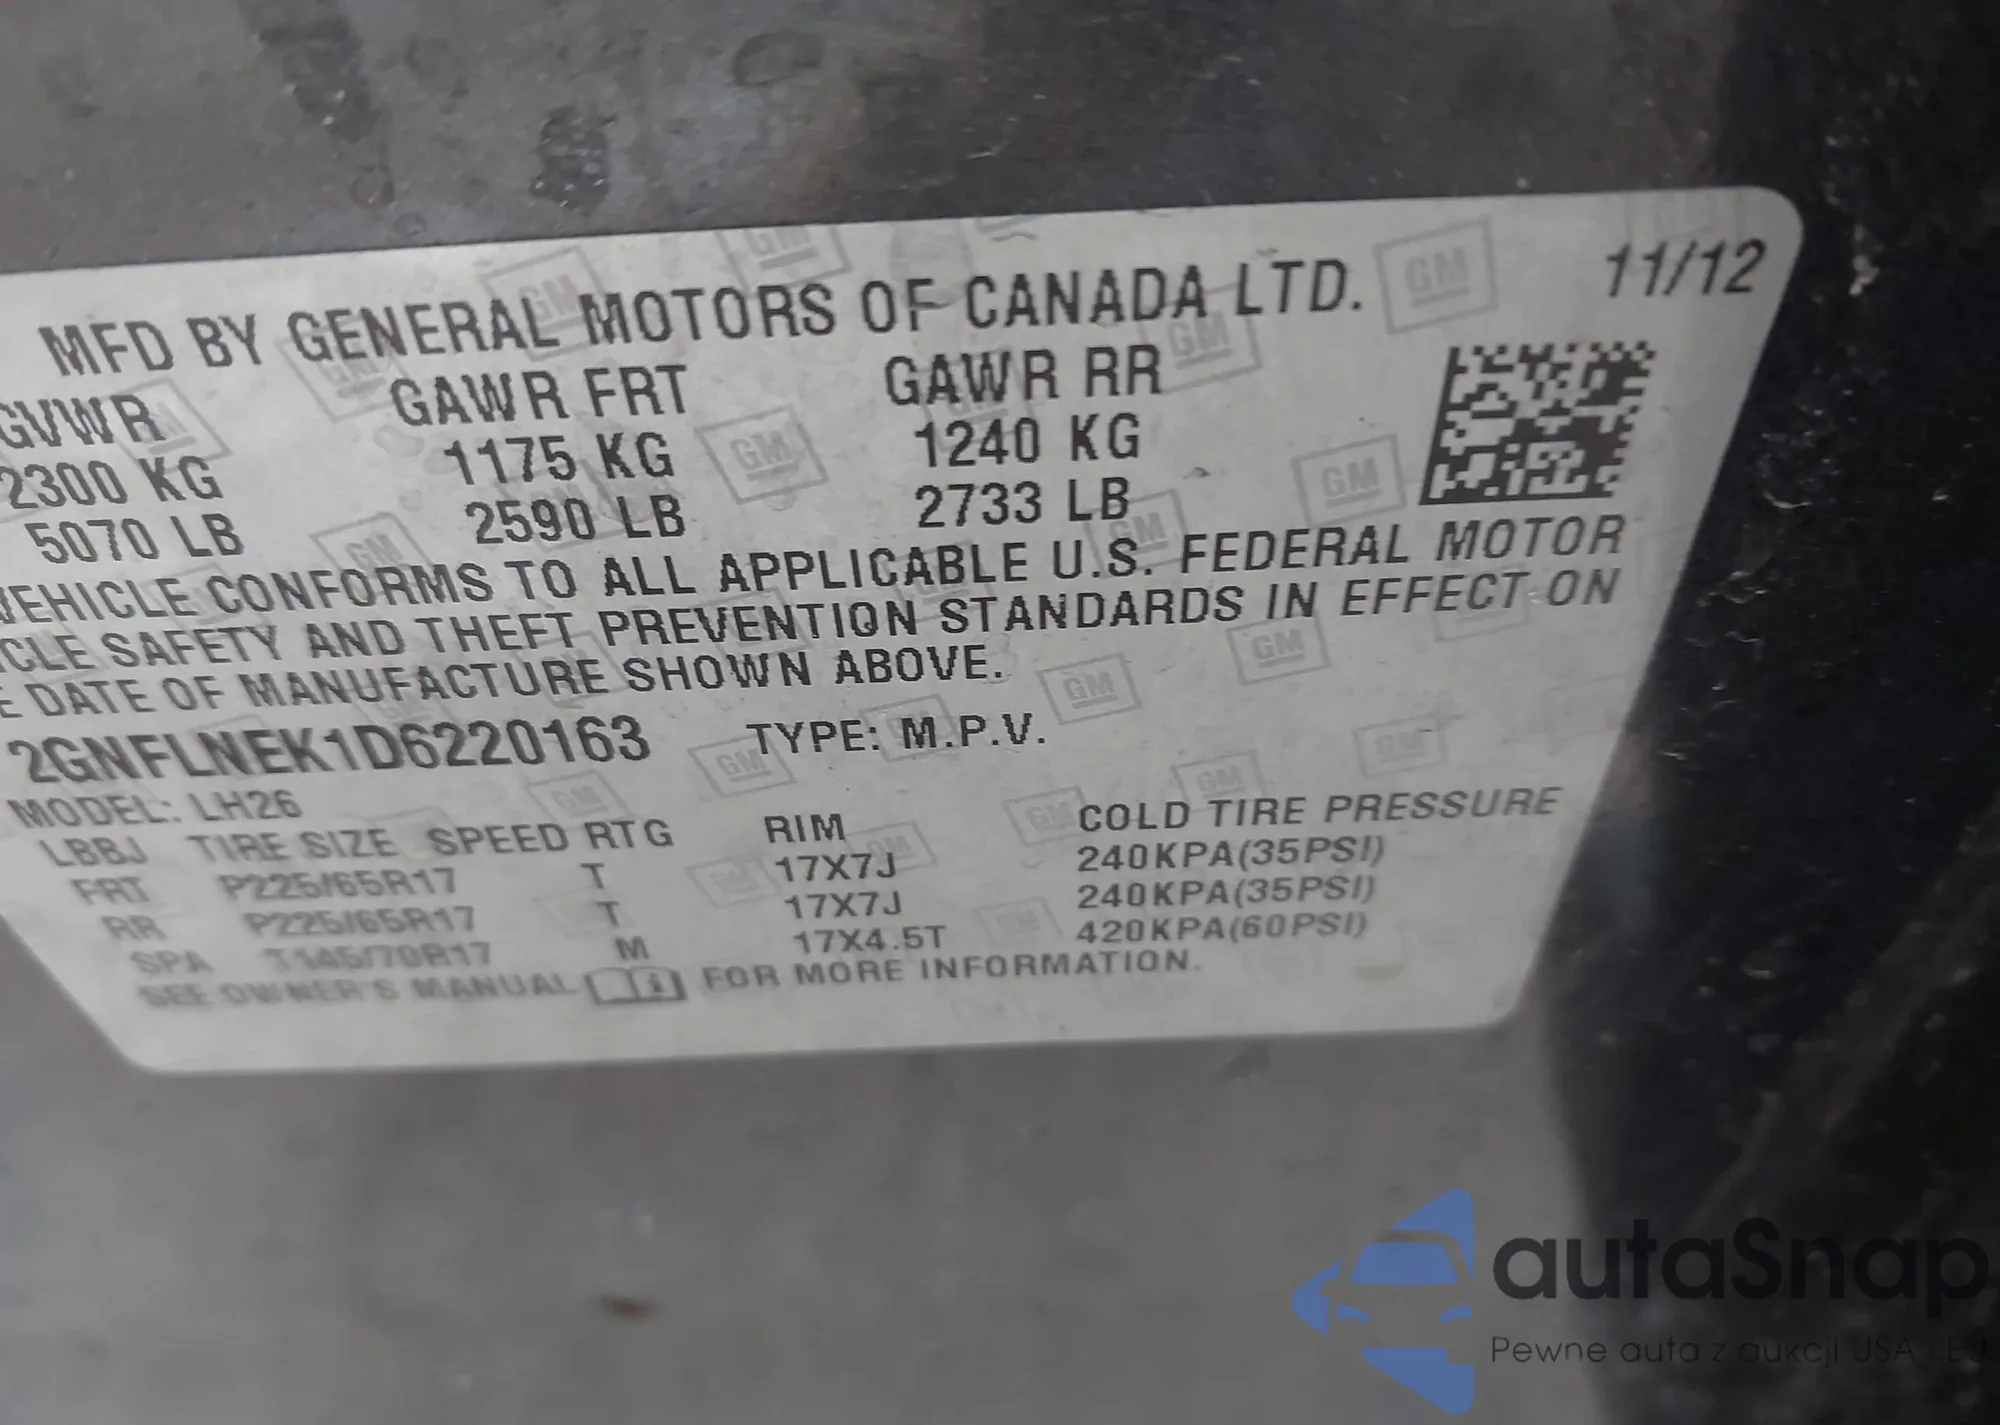 MFD BY GENERAL MOTORS OF CANADA LTD. 11/12
GVWR GAWR FRT GAWR RR
2300 KG 1175 KG 1240 KG
5070 LB 2590 LB 2733 LB
VEHICLE CONFORMS TO ALL APPLICABLE U.S. FEDERAL MOTOR
CLE SAFETY AND THEFT PREVENTION STANDARDS IN EFFECT ON
E DATE OF MANUFACTURE SHOWN ABOVE.
2GNFLNEK1D6220163 TYPE: M.P.V.
MODEL: LH26
LBBJ TIRE SIZE SPEED RTG RIM COLD TIRE PRESSURE
FRT P225/65R17 T 17X7J 240KPA(35PSI)
RR P225/65R17 T 17X7J 240KPA(35PSI)
SPA T145/70R17 M 17X4.5T 420KPA(60PSI)
SEE OWNER'S MANUAL FOR MORE INFORMATION.
autaSnap
Pewne auta z aukcji USA i EU